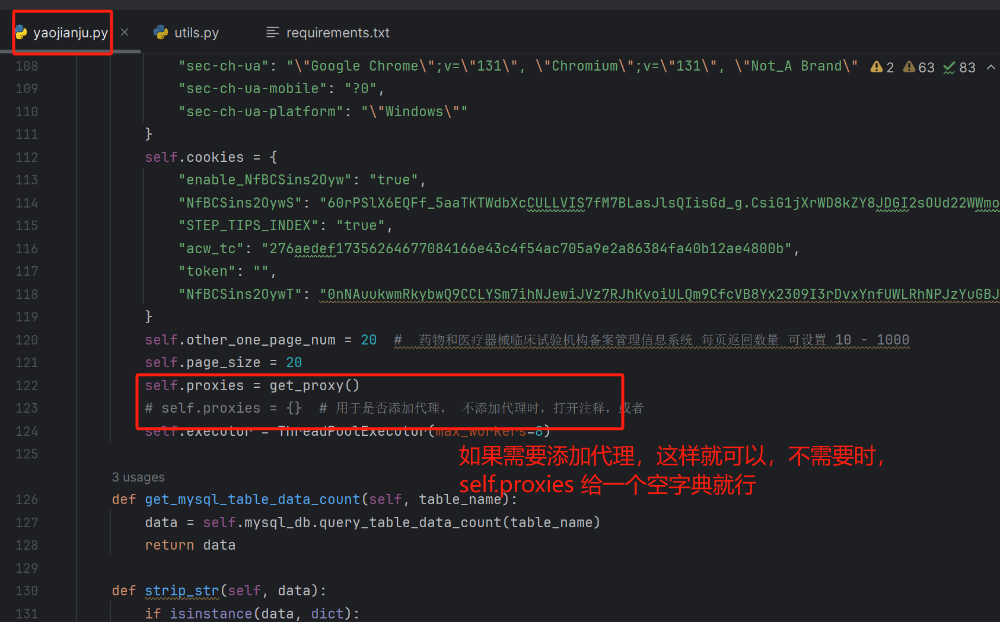 yaojianju.py
utils.py
requirements.txt
108 "sec-ch-ua": "\"Google Chrome\";v=\"131\", \"Chromium\";v=\"131\", \"Not_A Brand\" 2 63 83
109 "sec-ch-ua-mobile": "?0",
110 "sec-ch-ua-platform": "\"Windows\""
111 }
112 self.cookies = {
113 "enable_NfBCSins2Oyw": "true",
114 "NfBCSins2OywS": "60rPSlX6EQFf_5aaTKTWdbXcCULLVIS7fM7BLasJlsQIisGd_g.CsiG1jXrWD8kZY8JDGI2sOUd22WWmo
115 "STEP_TIPS_INDEX": "true",
116 "acw_tc": "276aedef17356264677084166e43c4f54ac705a9e2a86384fa40b12ae4800b",
117 "token": "",
118 "NfBCSins2OywT": "0nNAuukwmRkybwQ9CCLYSm7ihNJewiJVz7RJhKvoiULQm9CfcVB8Yx2309I3rDvxYnfUWLRhNPJzYuGBJ
119 }
120 self.other_one_page_num = 20 # 药物和医疗器械临床试验机构备案管理信息系统 每页返回数量 可设置 10 - 1000
121 self.page_size = 20
122 self.proxies = get_proxy()
123 # self.proxies = {} # 用于是否添加代理, 不添加代理时,打开注释,或者
124 self.executor = ThreadPoolExecutor(max_workers=8)
125
如果需要添加代理,这样就可以,不需要时,
self.proxies 给一个空字典就行
3 usages
126 def get_mysql_table_data_count(self, table_name):
127 data = self.mysql_db.query_table_data_count(table_name)
128 return data
129
130 def strip_str(self, data):
131 if isinstance(data, dict):